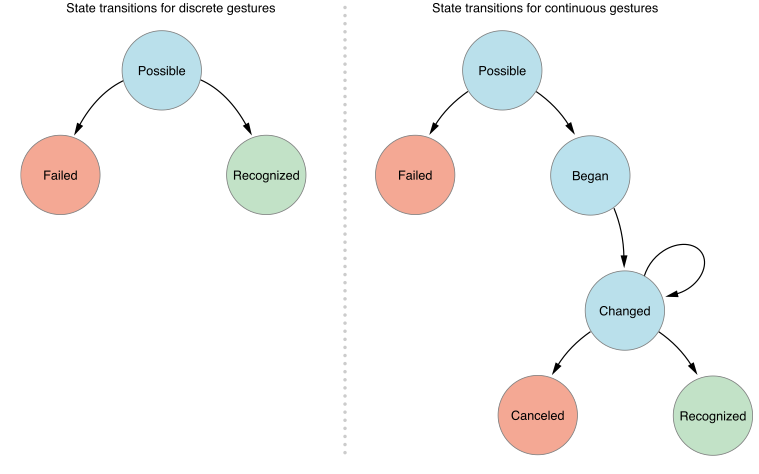 State transitions for discrete gestures
Possible
Failed
Recognized
State transitions for continuous gestures
Possible
Failed
Began
Changed
Canceled
Recognized